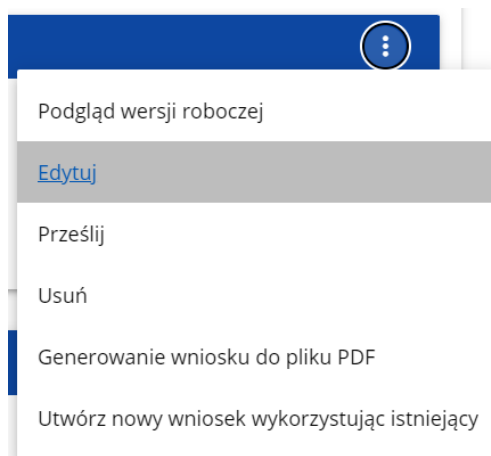 Podgląd wersji roboczej
Edytuj
Prześlij
Usuń
Generowanie wniosku do pliku PDF
Utwórz nowy wniosek wykorzystując istniejący